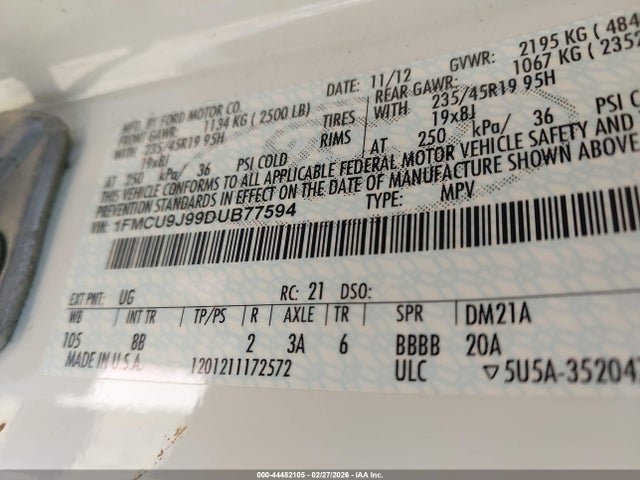 MFD. BY FORD MOTOR CO.
DATE: 11/12
GVWR: 2195 KG ( 484
FRONT GAWR: 1134 KG ( 2500 LB)
REAR GAWR: 1067 KG ( 2352
WITH 235/45R19 95H TIRES
WITH 235/45R19 95H
19x8J RIMS
19x8J
AT 250 kPa/ 36 PSI COLD
AT 250 kPa/ 36 PSI CO
THIS VEHICLE CONFORMS TO ALL APPLICABLE FEDERAL MOTOR VEHICLE SAFETY AND
PREVENTION STANDARDS IN EFFECT ON THE DATE OF MANUFACTURE SHOWN ABOVE.
VIN: 1FMCU9J99DUB77594
TYPE: MPV
EXT PNT: UG RC: 21 DSO:
WB INT TR TP/PS R AXLE TR SPR DM21A
105 8B 2 3A 6 BBBB 20A
MADE IN U.S.A. 1201211172572 ULC ▽5U5A-35204
000-44482105 - 02/27/2026 - IAA Inc.